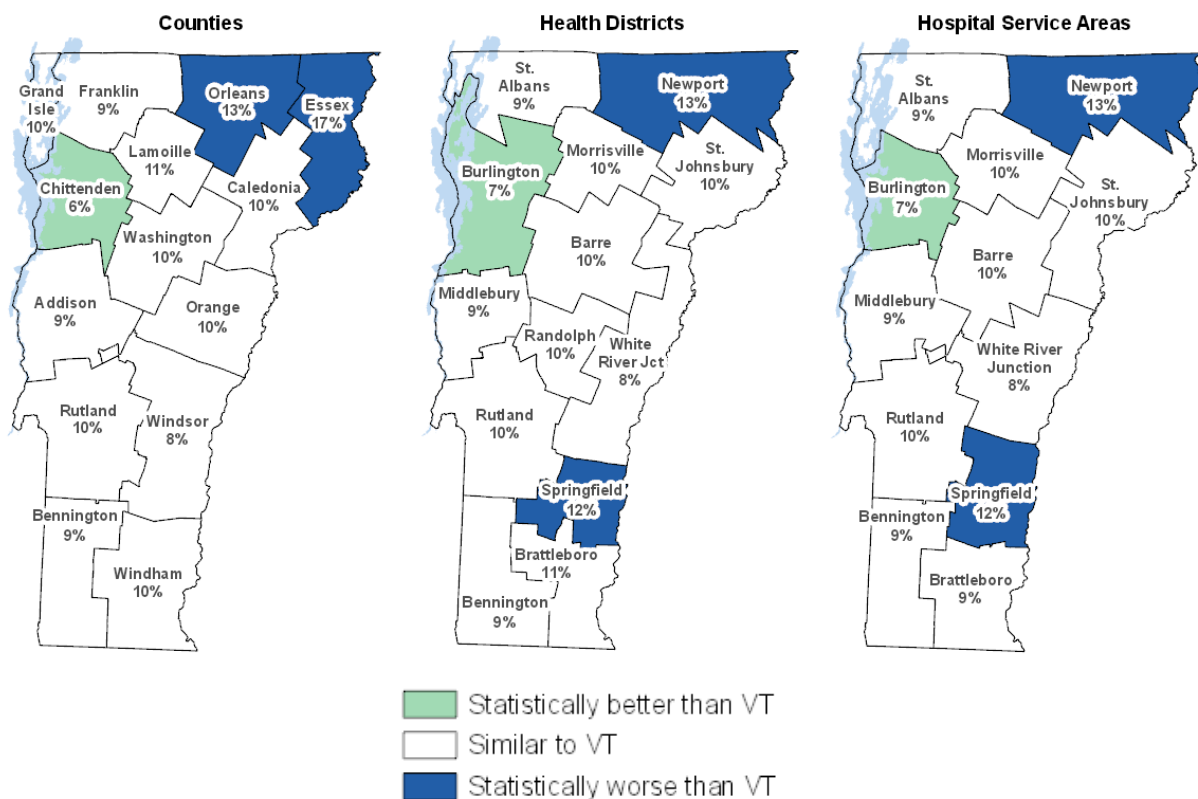 Counties
Grand
Isle
10%
Franklin
9%
Orleans
13%
Essex
17%
Lamoille
11%
Chittenden
6%
Caledonia
10%
Washington
10%
Addison
9%
Orange
10%
Rutland
10%
Windsor
8%
Bennington
9%
Windham
10%
Health Districts
St.
Albans
9%
Newport
13%
Burlington
7%
Morrisville
10%
St.
Johnsbury
10%
Barre
10%
Middlebury
9%
Randolph
10%
White
River Jct
8%
Rutland
10%
Springfield
12%
Brattleboro
11%
Bennington
9%
Hospital Service Areas
St.
Albans
9%
Newport
13%
Morrisville
10%
Burlington
7%
St.
Johnsbury
10%
Barre
10%
Middlebury
9%
White River
Junction
8%
Rutland
10%
Springfield
12%
Bennington
9%
Brattleboro
9%
Statistically better than VT
Similar to VT
Statistically worse than VT